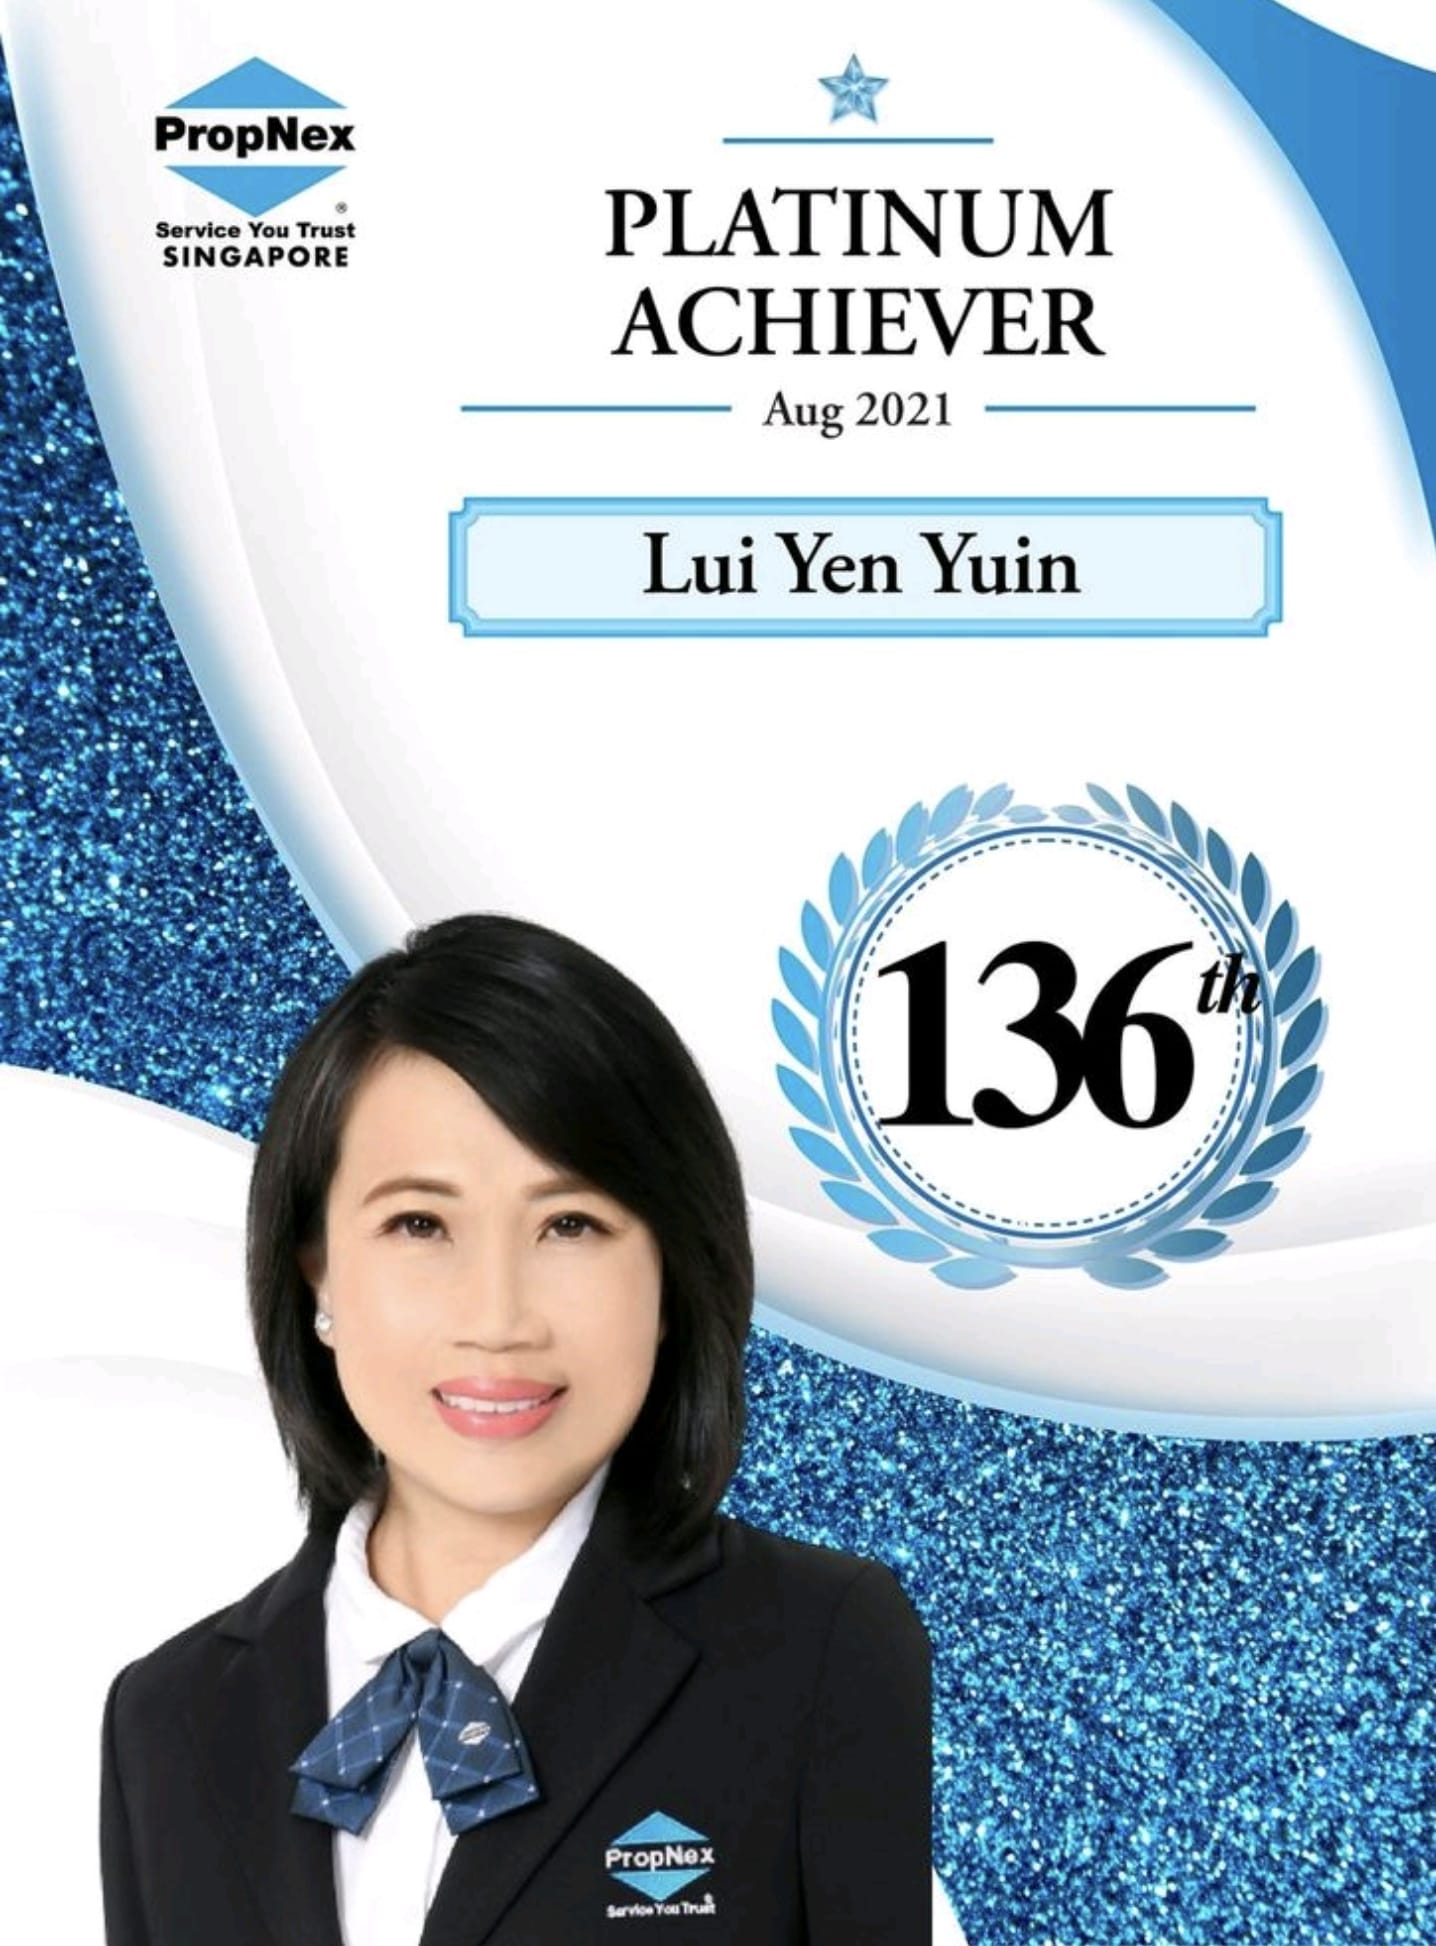 PropNex
®
Service You Trust
SINGAPORE
PLATINUM
ACHIEVER
Aug 2021
Lui Yen Yuin
136th
PropNex
®
Service You Trust